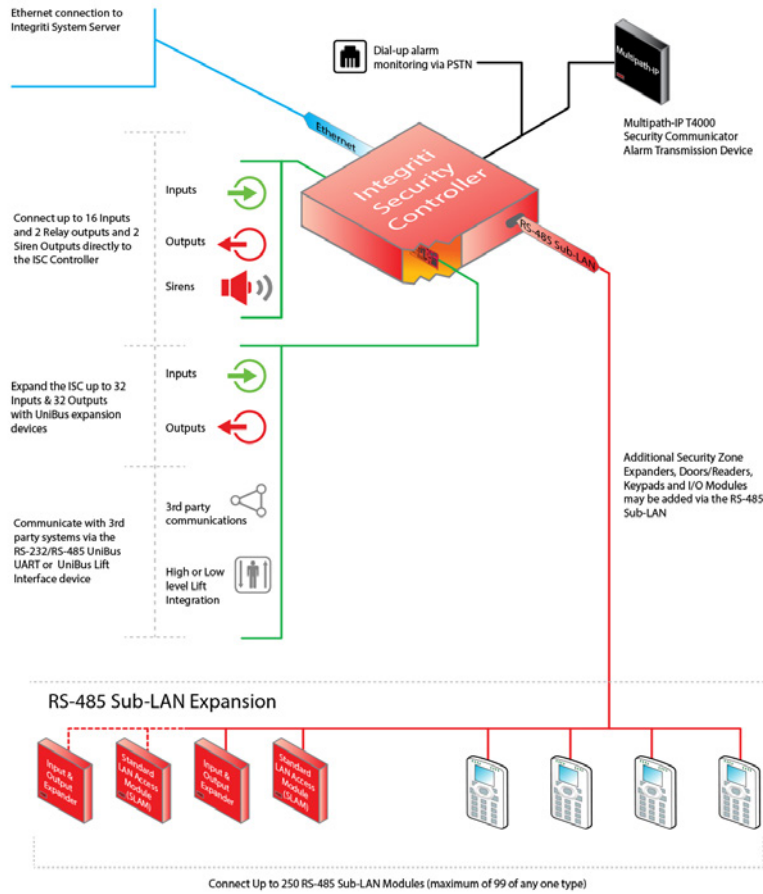 Ethernet connection to
Integriti System Server
Dial-up alarm
monitoring via PSTN
Multipath-IP
Multipath-IP T4000
Security Communicator
Alarm Transmission Device
Ethernet
Integriti
Security
Controller
RS-485 Sub-LAN
Connect up to 16 Inputs
and 2 Relay outputs and 2
Siren Outputs directly to
the ISC Controller
Inputs
Outputs
Sirens
Expand the ISC up to 32
Inputs & 32 Outputs
with UniBus expansion
devices
Inputs
Outputs
Additional Security Zone
Expanders, Doors/Readers,
Keypads and I/O Modules
may be added via the RS-485
Sub-LAN
Communicate with 3rd
party systems via the
RS-232/RS-485 UniBus
UART or UniBus Lift
Interface device
3rd party
communications
High or Low
level Lift
Integration
RS-485 Sub-LAN Expansion
Input &
Output
Expander
Standard
LAN Access
Module
(SLAM)
Input &
Output
Expander
Standard
LAN Access
Module
(SLAM)
Connect Up to 250 RS-485 Sub-LAN Modules (maximum of 99 of any one type)